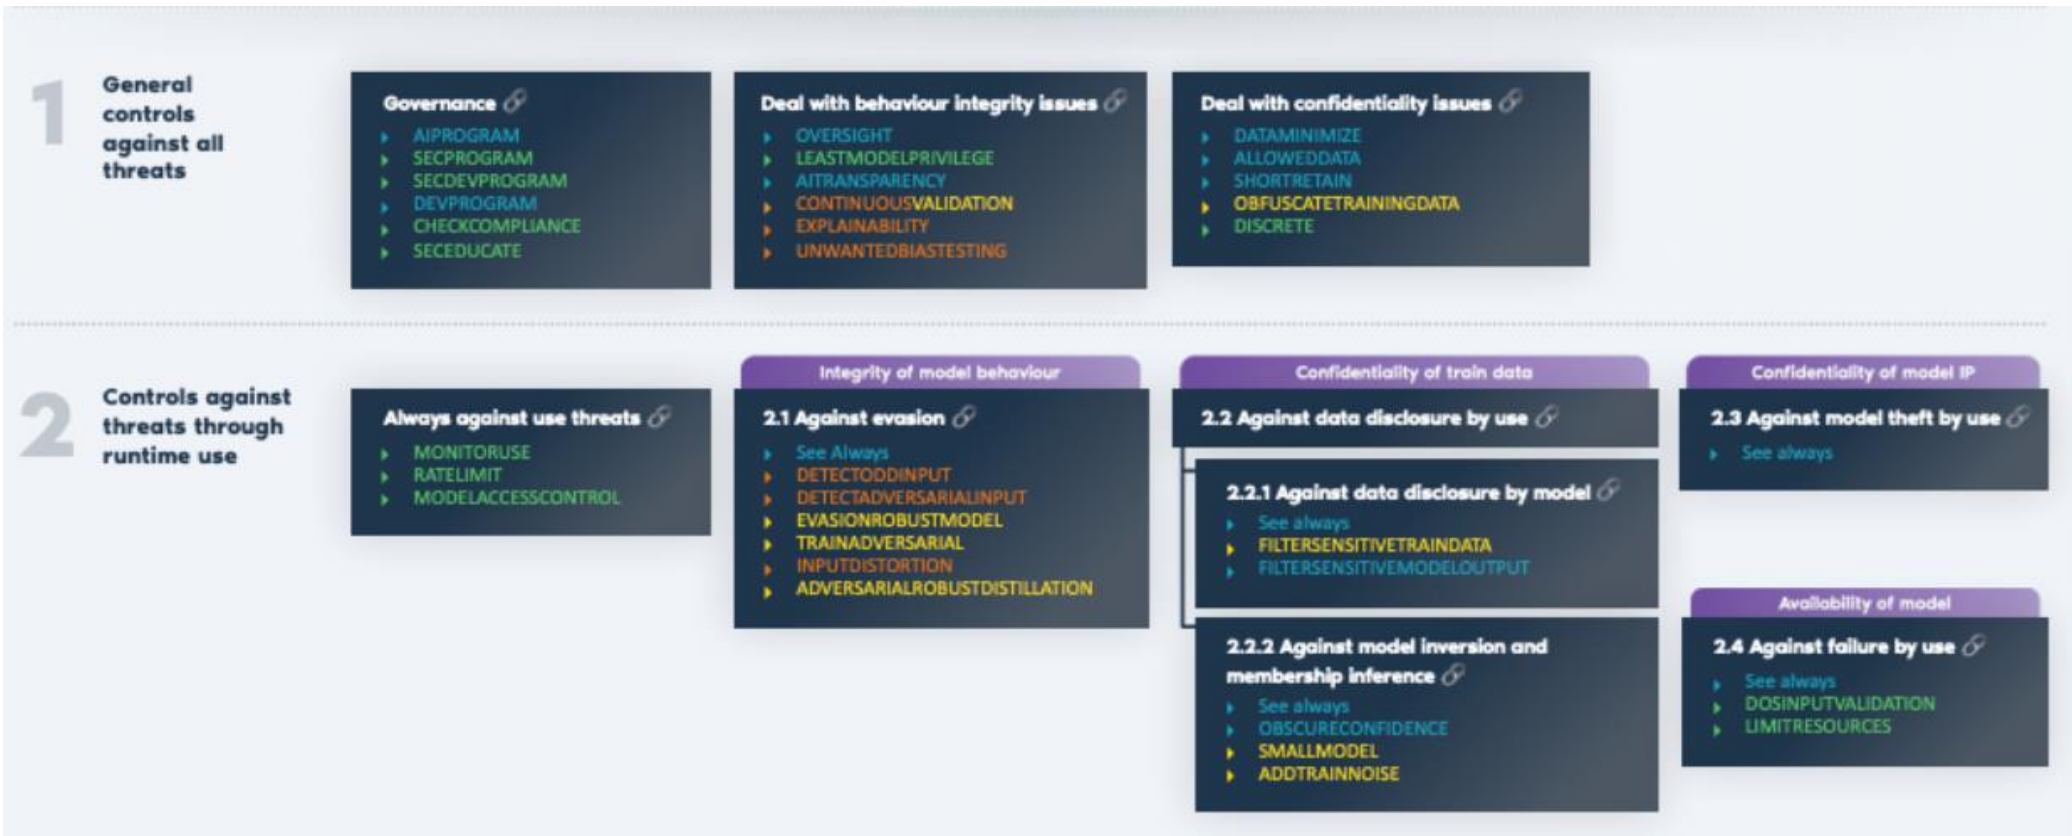 1
General
controls
against all
threats
Governance
AIPROGRAM
SECPROGRAM
SECDEVPROGRAM
DEVPROGRAM
CHECKCOMPLIANCE
SECEDUCATE
Deal with behaviour integrity issues
OVERSIGHT
LEASTMODELPRIVILEGE
AITRANSPARENCY
CONTINUOUSVALIDATION
EXPLAINABILITY
UNWANTEDBIASTESTING
Deal with confidentiality issues
DATAMINIMIZE
ALLOWEDDATA
SHORTRETAIN
OBFUSCATETRAININGDATA
DISCRETE
2
Controls against
threats through
runtime use
Always against use threats
MONITORUSE
RATELIMIT
MODELACCESSCONTROL
Integrity of model behaviour
2.1 Against evasion
See Always
DETECTODDINPUT
DETECTADVERSARIALINPUT
EVASIONROBUSTMODEL
TRAINADVERSARIAL
INPUTDISTORTION
ADVERSARIALROBUSTDISTILLATION
Confidentiality of train data
2.2 Against data disclosure by use
2.2.1 Against data disclosure by model
See always
FILTERSENSITIVETRAINDATA
FILTERSENSITIVEMODELOUTPUT
2.2.2 Against model inversion and
membership inference
See always
OBSCURECONFIDENCE
SMALLMODEL
ADDTRAINNOISE
Confidentiality of model IP
2.3 Against model theft by use
See always
Availability of model
2.4 Against failure by use
See always
DOSINPUTVALIDATION
LIMITRESOURCES